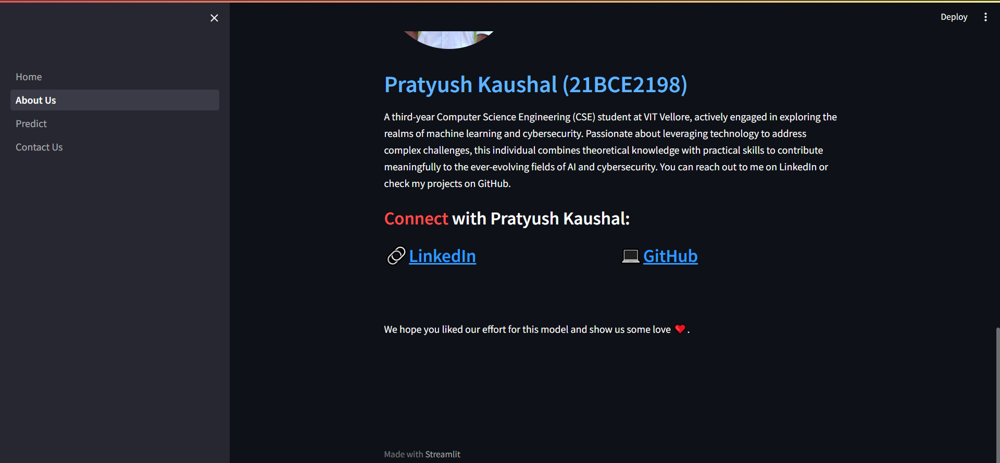 Deploy
Home
About Us
Predict
Contact Us
Pratyush Kaushal (21BCE2198)
A third-year Computer Science Engineering (CSE) student at VIT Vellore, actively engaged in exploring the
realms of machine learning and cybersecurity. Passionate about leveraging technology to address
complex challenges, this individual combines theoretical knowledge with practical skills to contribute
meaningfully to the ever-evolving fields of AI and cybersecurity. You can reach out to me on LinkedIn or
check my projects on GitHub.
Connect with Pratyush Kaushal:
🔗 LinkedIn
💻 GitHub
We hope you liked our effort for this model and show us some love ❤️.
Made with Streamlit